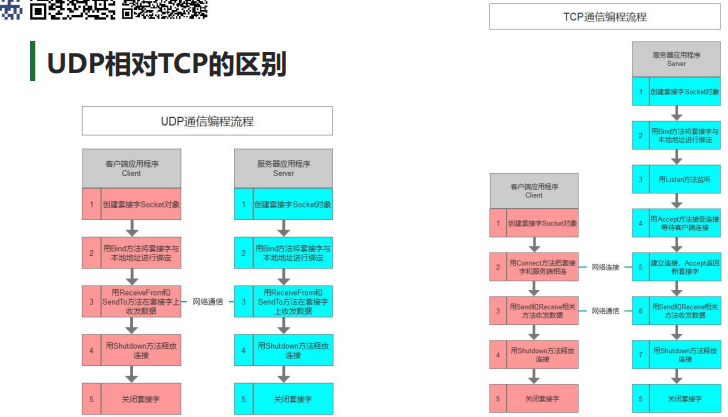 UDP相对TCP的区别
UDP通信编程流程
客户端应用程序
Client
1 创建套接字Socket对象
2 用Bind方法将套接字与
本地地址进行绑定
3 用ReceiveFrom和
SendTo方法在套接字上
收发数据
4 用Shutdown方法释放
连接
5 关闭套接字
网络通信
服务器应用程序
Server
1 创建套接字Socket对象
2 用Bind方法将套接字与
本地地址进行绑定
3 用ReceiveFrom和
SendTo方法在套接字
上收发数据
4 用Shutdown方法释放
连接
5 关闭套接字
TCP通信编程流程
客户端应用程序
Client
1 创建套接字Socket对象
2 用Connect方法把套接
字和服务端相连
3 用Send和Receive相关
方法收发数据
4 用Shutdown方法释放
连接
5 关闭套接字
网络连接
网络通信
服务器应用程序
Server
1 创建套接字Socket对象
2 用Bind方法将套接字与
本地地址进行绑定
3 用Listen方法监听
4 用Accept方法接受连接
等待客户端连接
5 建立连接，Accept返回
新套接字
6 用Send和Receive相关
方法收发数据
7 用Shutdown方法释放
连接
5 关闭套接字